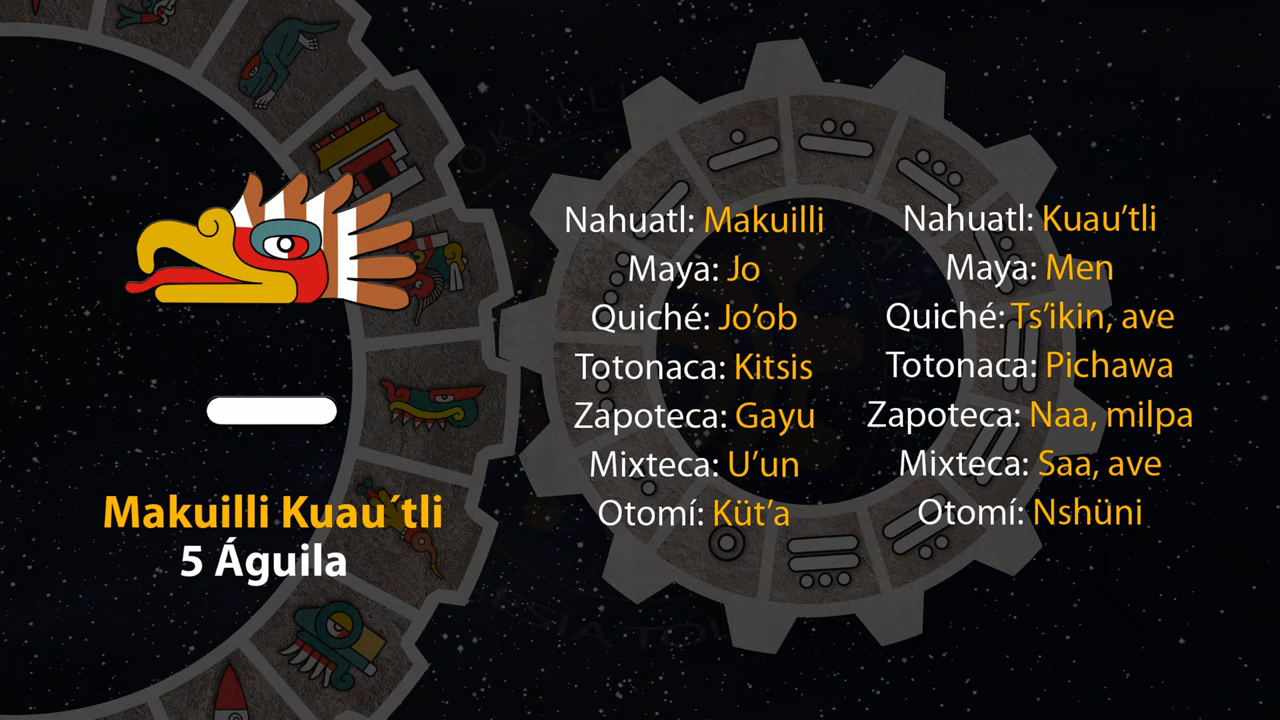 Makuilli Kuau´tli
5 Águila
Nahuatl: Makuilli
Maya: Jo
Quiché: Jo’ob
Totonaca: Kitsis
Zapoteca: Gayu
Mixteca: U’un
Otomí: Küt’a
Nahuatl: Kuau’tli
Maya: Men
Quiché: Ts’ikin, ave
Totonaca: Pichawa
Zapoteca: Naa, milpa
Mixteca: Saa, ave
Otomí: Nshüni